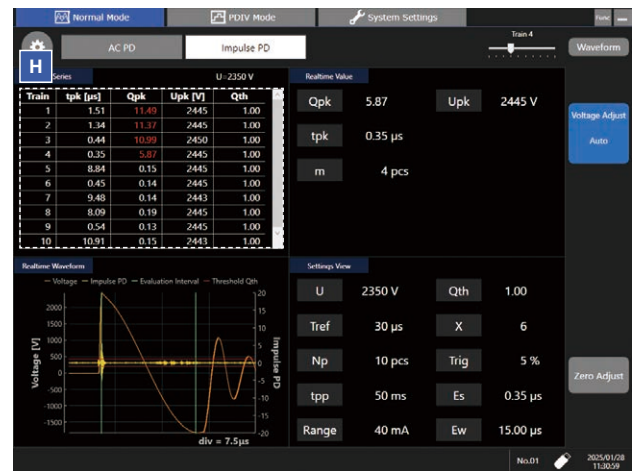 Normal Mode PDIV Mode System Settings Func
AC PD Impulse PD Train 4 Waveform
H
Series U=2350 V
Train tpk [µs] Qpk Upk [V] Qth
1 1.51 11.49 2445 1.00
2 1.34 11.37 2445 1.00
3 0.44 10.99 2450 1.00
4 0.35 5.87 2445 1.00
5 8.84 0.15 2445 1.00
6 0.45 0.14 2445 1.00
7 9.48 0.14 2443 1.00
8 8.09 0.19 2445 1.00
9 0.54 0.13 2445 1.00
10 10.91 0.15 2443 1.00
Realtime Value
Qpk 5.87 Upk 2445 V
tpk 0.35 µs
m 4 pcs
Voltage Adjust
Auto
Realtime Waveform
Voltage Impulse PD Evaluation Interval Threshold Qth
Voltage [V]
2000
1500
1000
500
0
-500
-1000
-1500
20
15
10
5
0
-5
-10
-15
-20
Impulse PD
div = 7.5µs
Settings View
U 2350 V Qth 1.00
Tref 30 µs X 6
Np 10 pcs Trig 5 %
tpp 50 ms Es 0.35 µs
Range 40 mA Ew 15.00 µs
Zero Adjust
No.01 2025/01/28
11:30:59